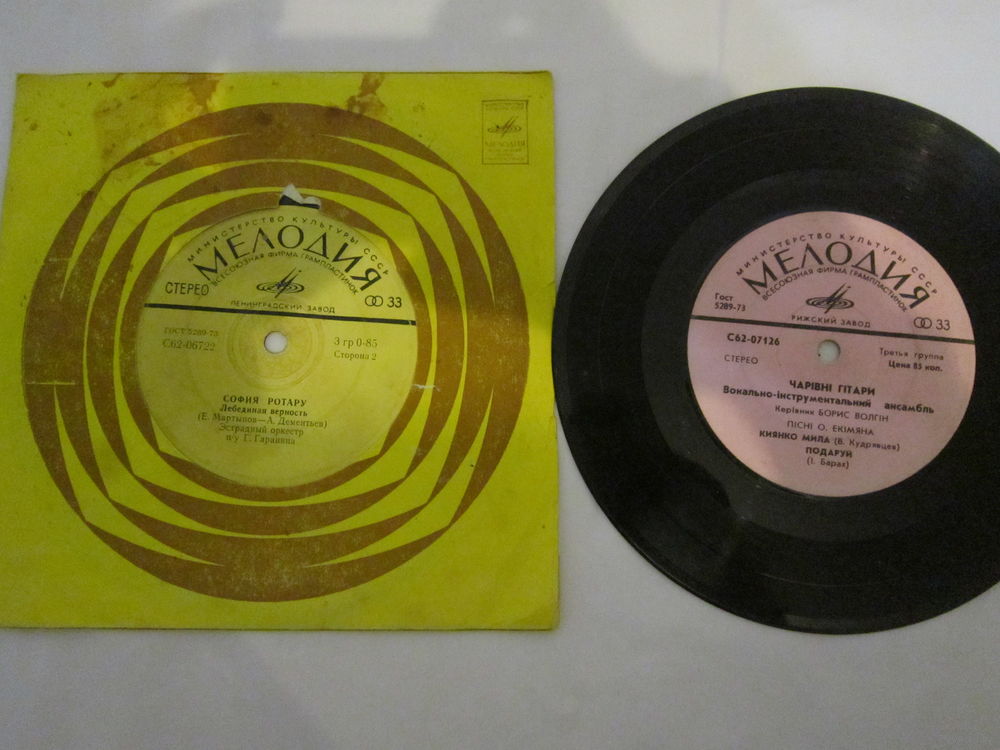 МЕЛОДИЯ
МИНИСТЕРСТВО КУЛЬТУРЫ СССР
МЕЛОДИЯ
ВСЕСОЮЗНАЯ ФИРМА ГРАМПЛАСТИНОК
СТЕРЕО
33
ЛЕНИНГРАДСКИЙ ЗАВОД
ГОСТ 5289-73
С62-06722
3 гр 0-85
Сторона 2
СОФИЯ РОТАРУ
Лебединая верность
(Е. Мартынов—А. Дементьев)
Эстрадный оркестр
п/у Г. Гараняна
МИНИСТЕРСТВО КУЛЬТУРЫ СССР
МЕЛОДИЯ
ВСЕСОЮЗНАЯ ФИРМА ГРАМПЛАСТИНОК
Гост
5289-73
33
РИЖСКИЙ ЗАВОД
С62-07126
Третья группа
СТЕРЕО
Цена 85 коп.
ЧАРІВНІ ГІТАРИ
Вокально-інструментальний ансамбль
Керівник БОРИС ВОЛГІН
ПІСНІ О. ЕКІМЯНА
КИЯНКО МИЛА (В. Кудрявцев)
ПОДАРУЙ
(І. Барах)